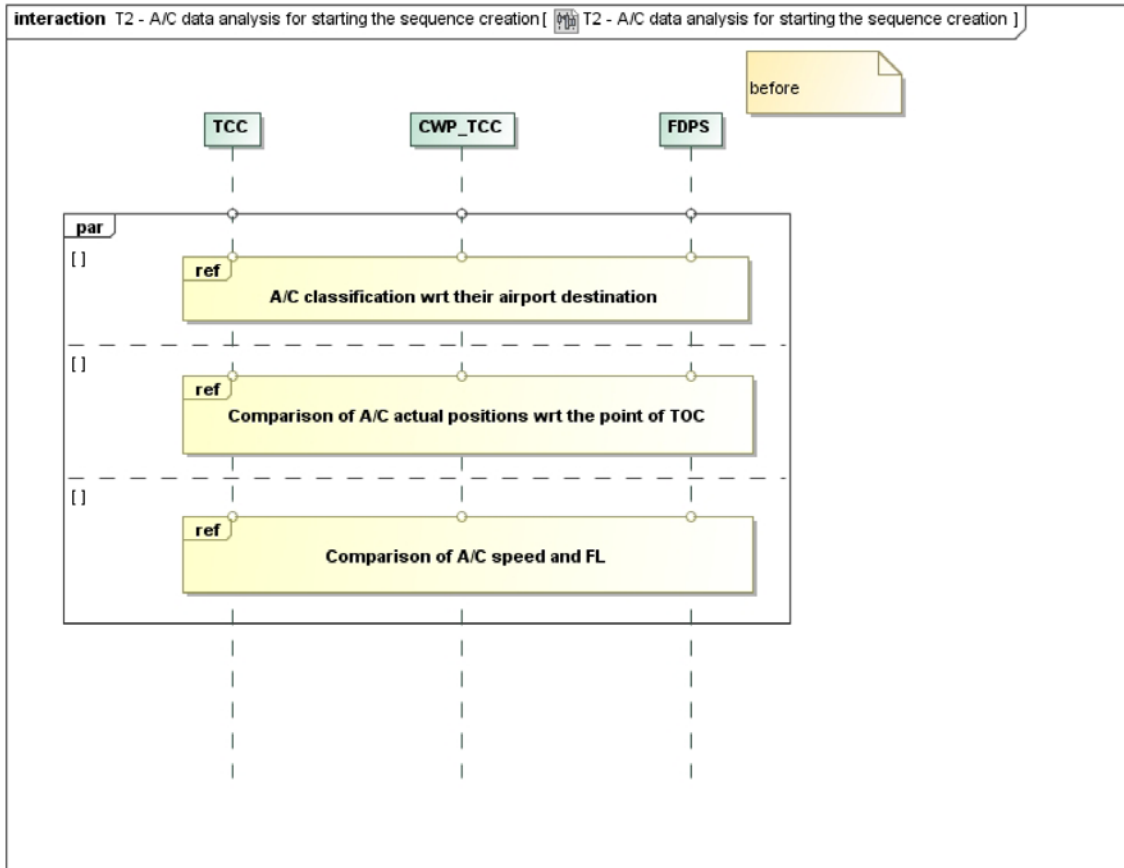 interaction T2 - A/C data analysis for starting the sequence creation[ T2 - A/C data analysis for starting the sequence creation ]
before
TCC CWP_TCC FDPS
par
[ ]
ref
A/C classification wrt their airport destination
[ ]
ref
Comparison of A/C actual positions wrt the point of TOC
[ ]
ref
Comparison of A/C speed and FL